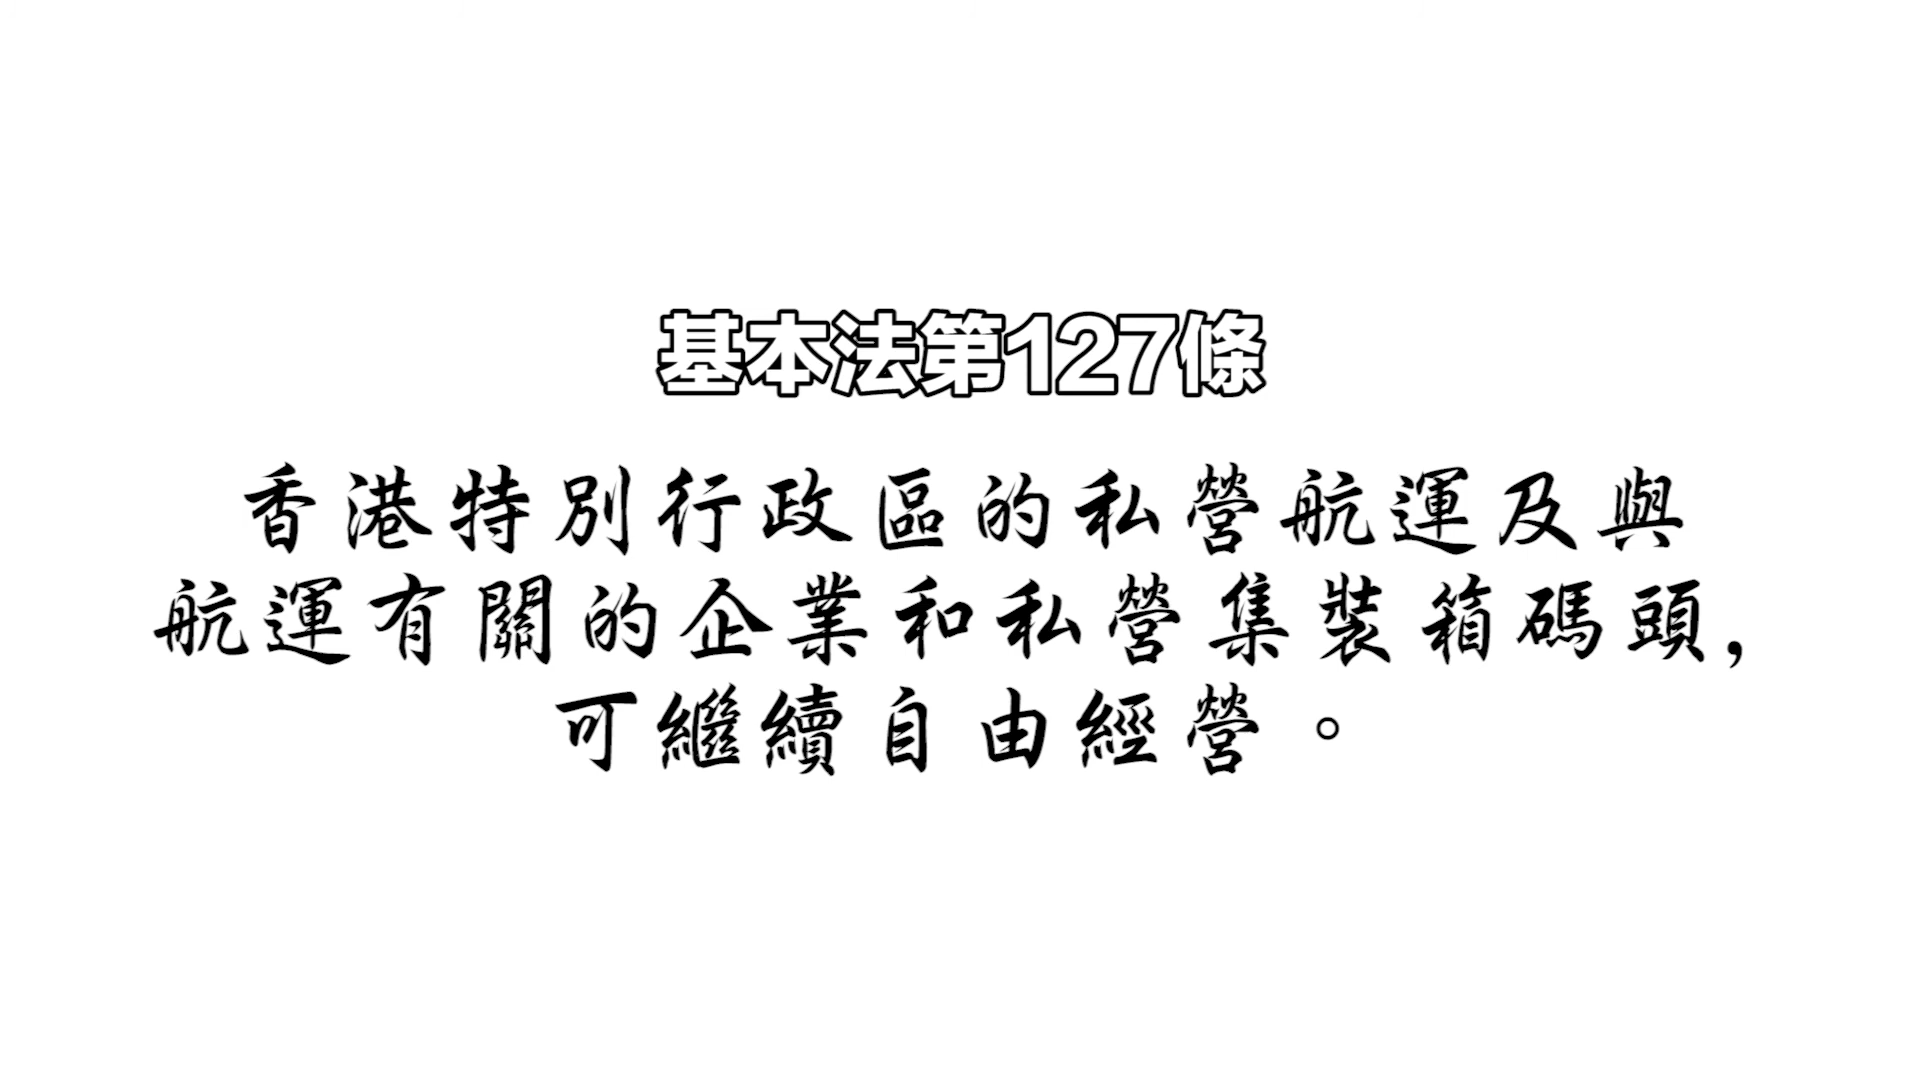 基本法第127條
香港特別行政區的私營航運及與
航運有關的企業和私營集裝箱碼頭,
可繼續自由經營。